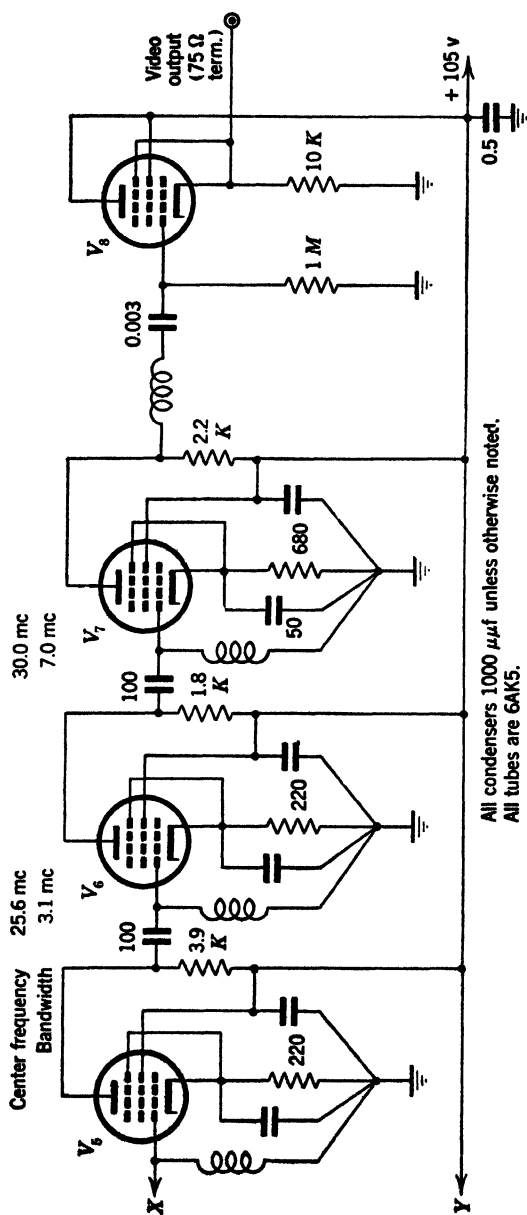 Center frequency 25.6 mc 30.0 mc
Bandwidth 3.1 mc 7.0 mc
V5
V6
V7
V8
X
100
3.9
K
220
100
1.8
K
220
50
680
2.2
K
0.003
1 M
10 K
Video
output
(75 Ω
term.)
+ 105 v
0.5
Y
All condensers 1000 μμf unless otherwise noted.
All tubes are 6AK5.